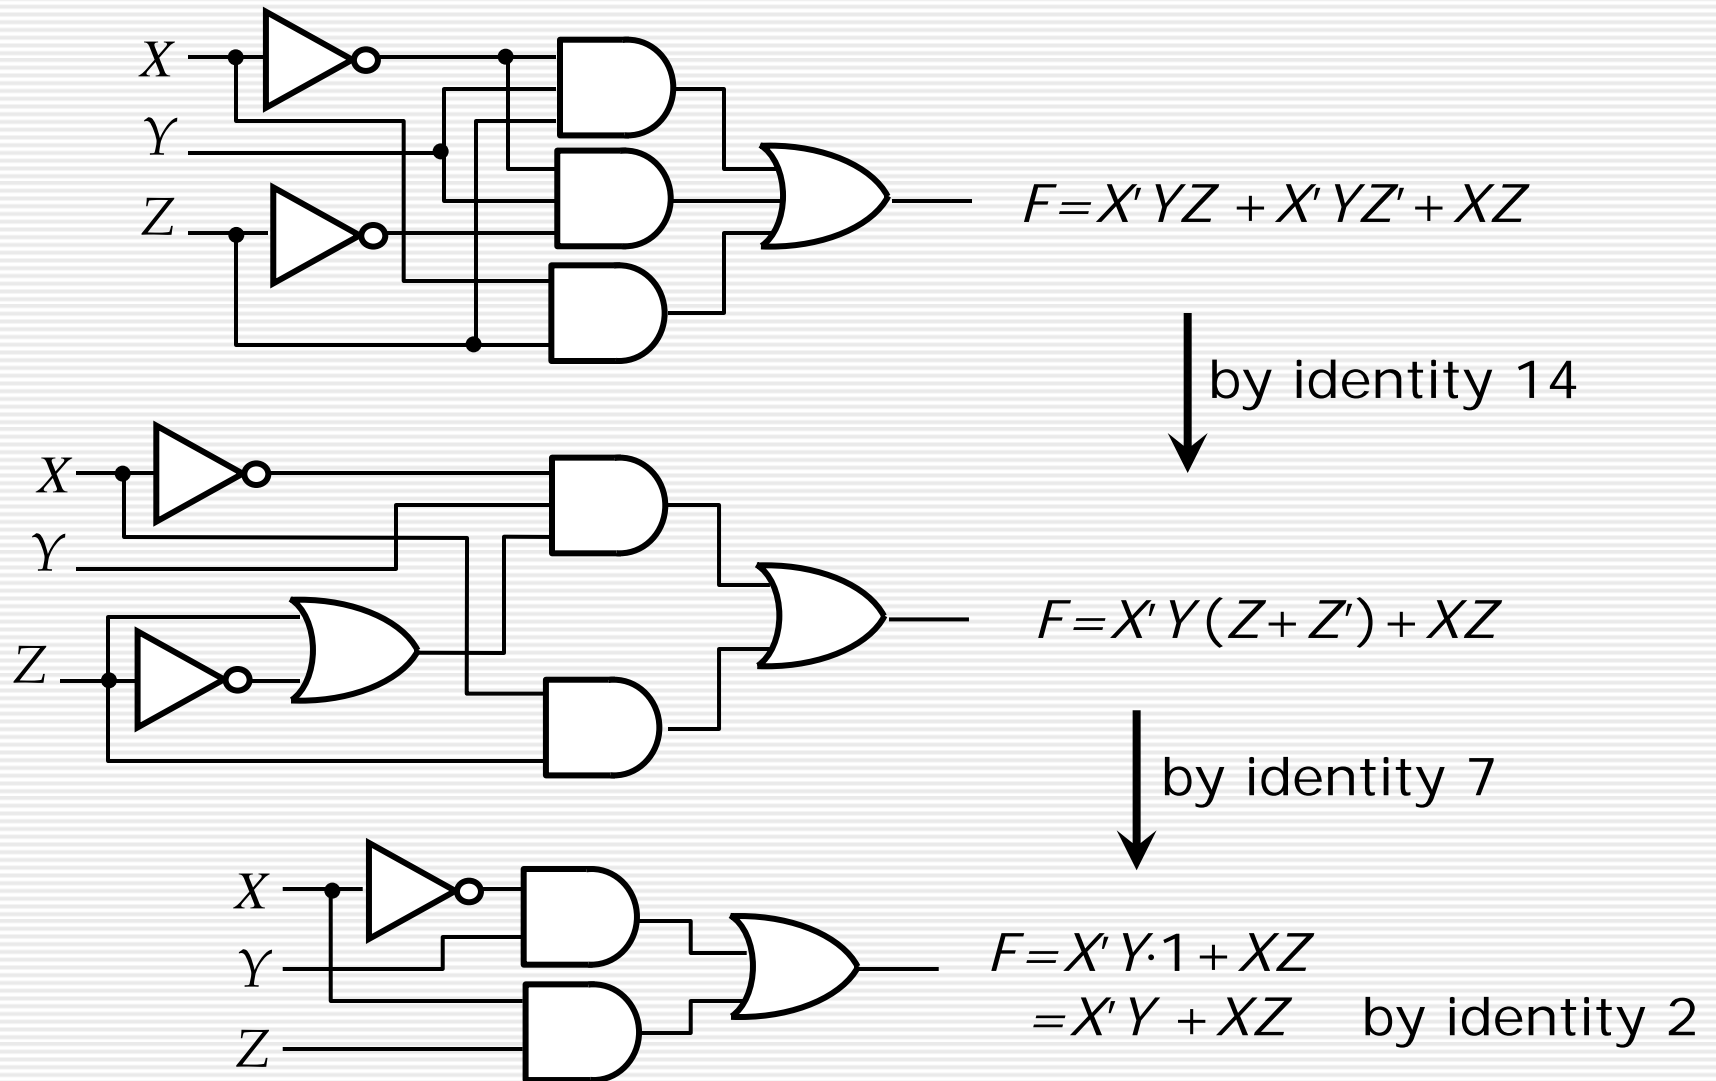 X
Y
Z
F=X′YZ + X′YZ′ + XZ
by identity 14
X
Y
Z
F=X′Y(Z+Z′) + XZ
by identity 7
X
Y
Z
F=X′Y·1 + XZ
=X′Y + XZ by identity 2